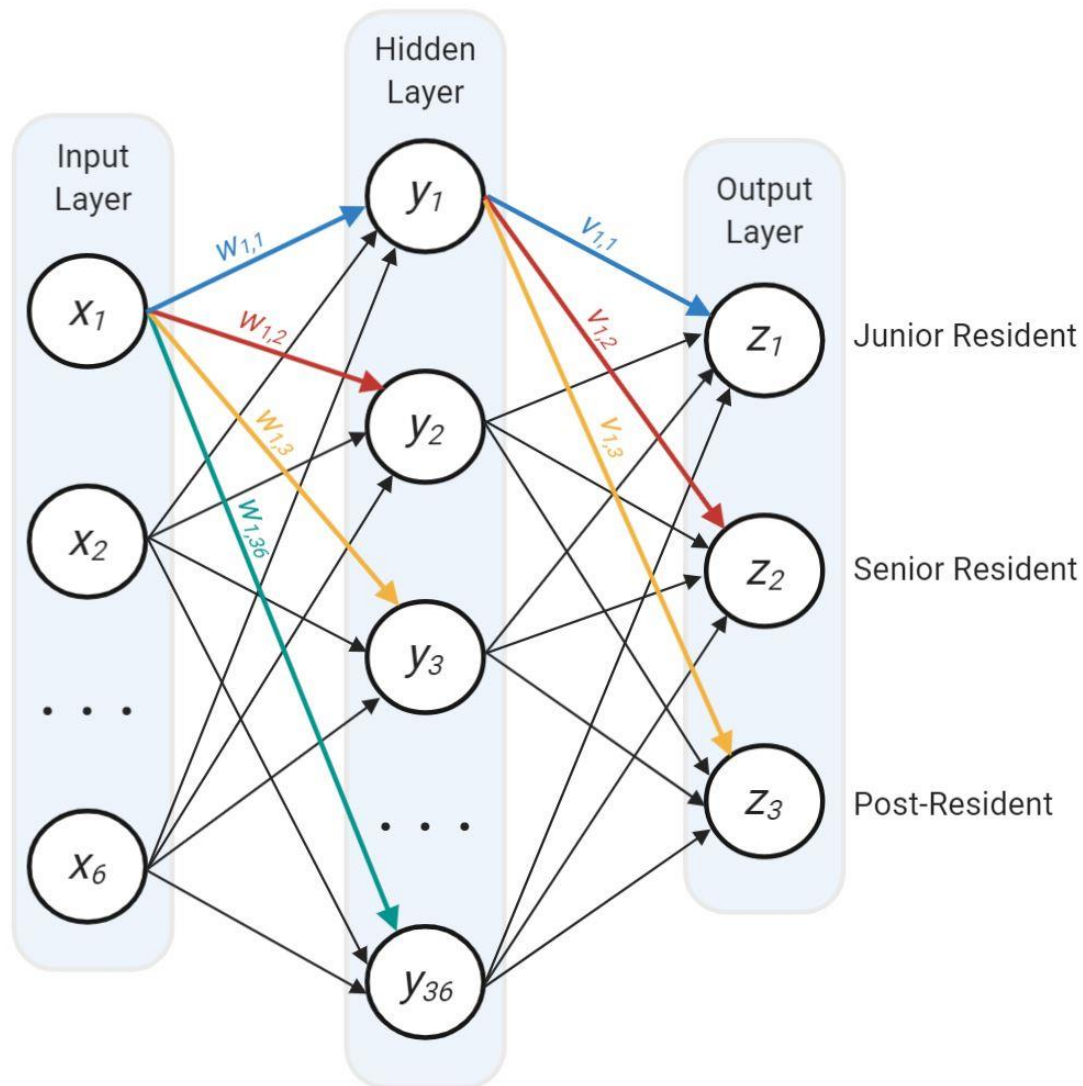 Input
Layer
x1
x2
. . .
x6
w1,1
w1,2
w1,3
w1,36
Hidden
Layer
y1
y2
y3
. . .
y36
v1,1
v1,2
v1,3
Output
Layer
z1
z2
z3
Junior Resident
Senior Resident
Post-Resident